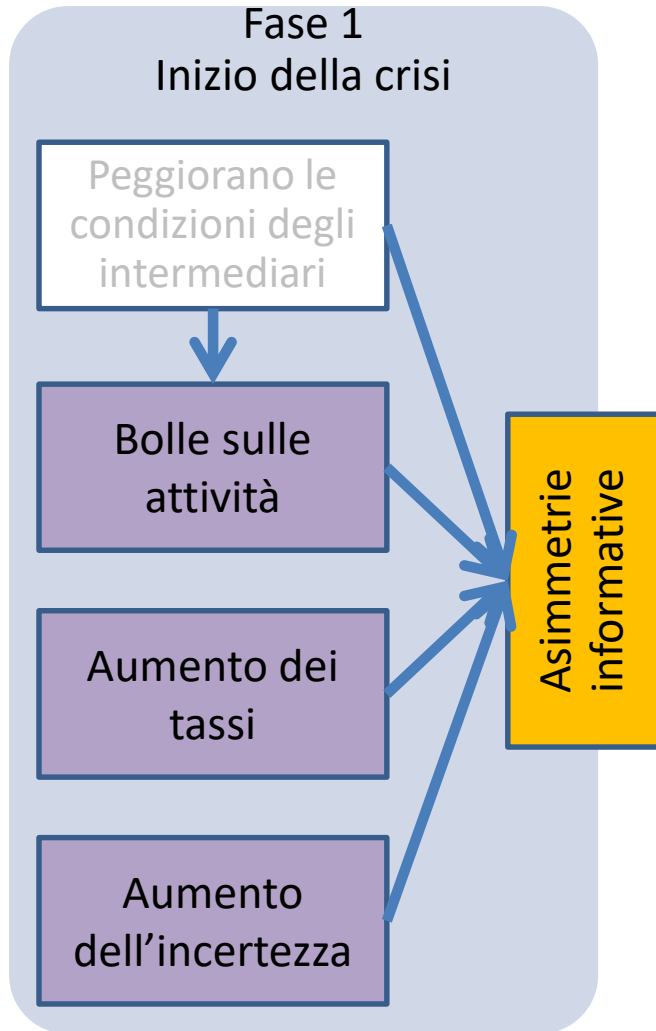 Fase 1
Inizio della crisi
Peggiorano le
condizioni degli
intermediari
Bolle sulle
attività
Aumento dei
tassi
Aumento
dell’incertezza
Asimmetrie
informative